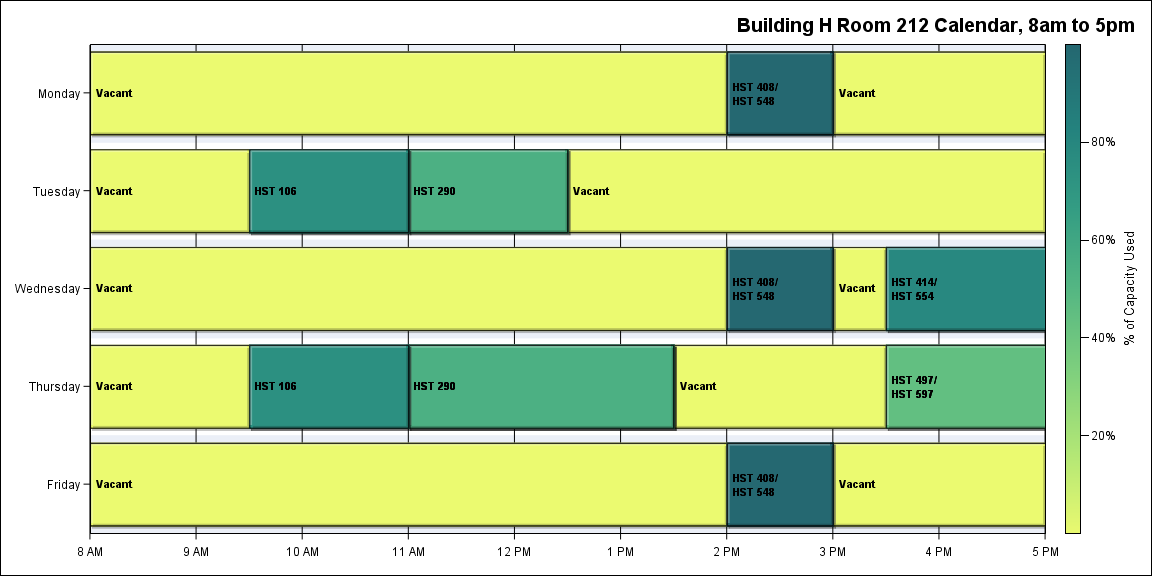 Building H Room 212 Calendar, 8am to 5pm
Monday
Vacant
HST 408/
HST 548
Vacant
Tuesday
Vacant
HST 106
HST 290
Vacant
Wednesday
Vacant
HST 408/
HST 548
Vacant
HST 414/
HST 554
Thursday
Vacant
HST 106
HST 290
Vacant
HST 497/
HST 597
Friday
Vacant
HST 408/
HST 548
Vacant
8 AM
9 AM
10 AM
11 AM
12 PM
1 PM
2 PM
3 PM
4 PM
5 PM
80%
60%
40%
20%
% of Capacity Used